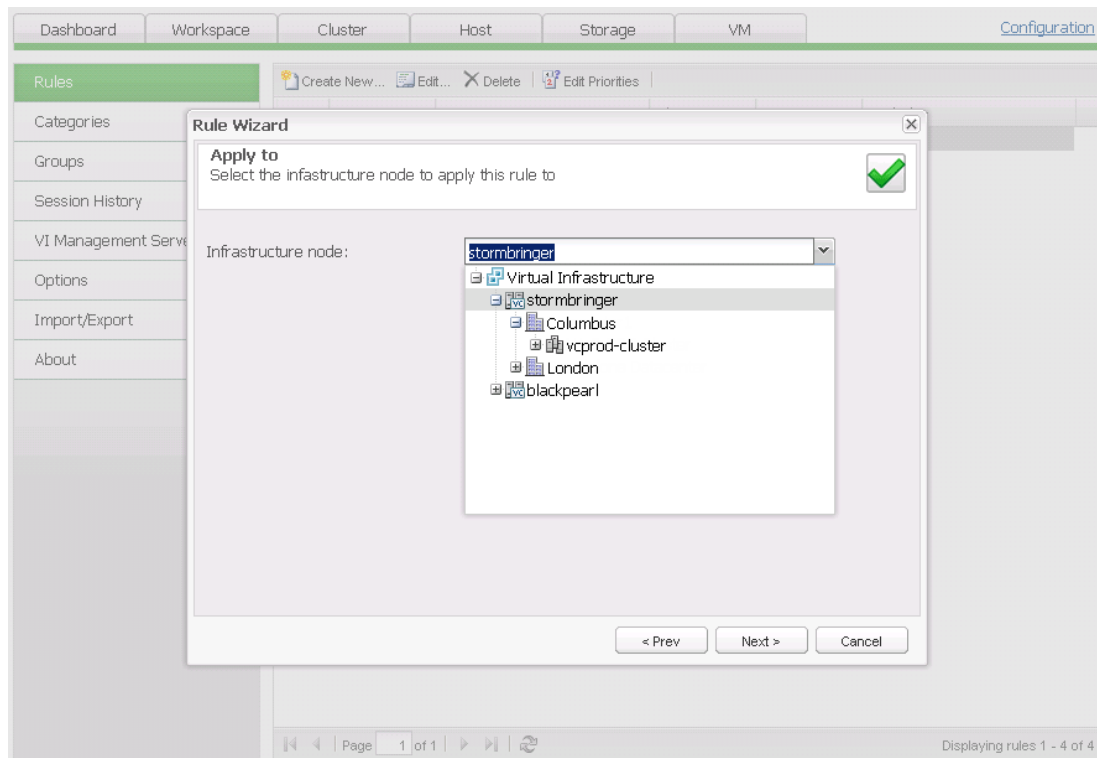 Dashboard Workspace Cluster Host Storage VM Configuration
Rules
Create New... Edit... Delete Edit Priorities
Categories
Groups
Session History
VI Management Serve
Options
Import/Export
About
Rule Wizard
Apply to
Select the infastructure node to apply this rule to
Infrastructure node:
stormbringer
Virtual Infrastructure
stormbringer
Columbus
vcprod-cluster
London
blackpearl
< Prev Next > Cancel
Page 1 of 1
Displaying rules 1 - 4 of 4